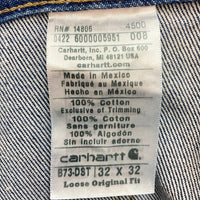 RN# 14806 4500
0422 6000005951 008
Carhartt, Inc. P.O. Box 600
Dearborn, MI 48121 USA
carhartt.com
Made in Mexico
Fabriqué au Mexique
Hecho en México
100% Cotton
Exclusive of Trimming
100% Coton
Sans garniture
100% Algodón
Sin Adorno
carhartt
B73-DST 32 X 32
Loose Original Fit